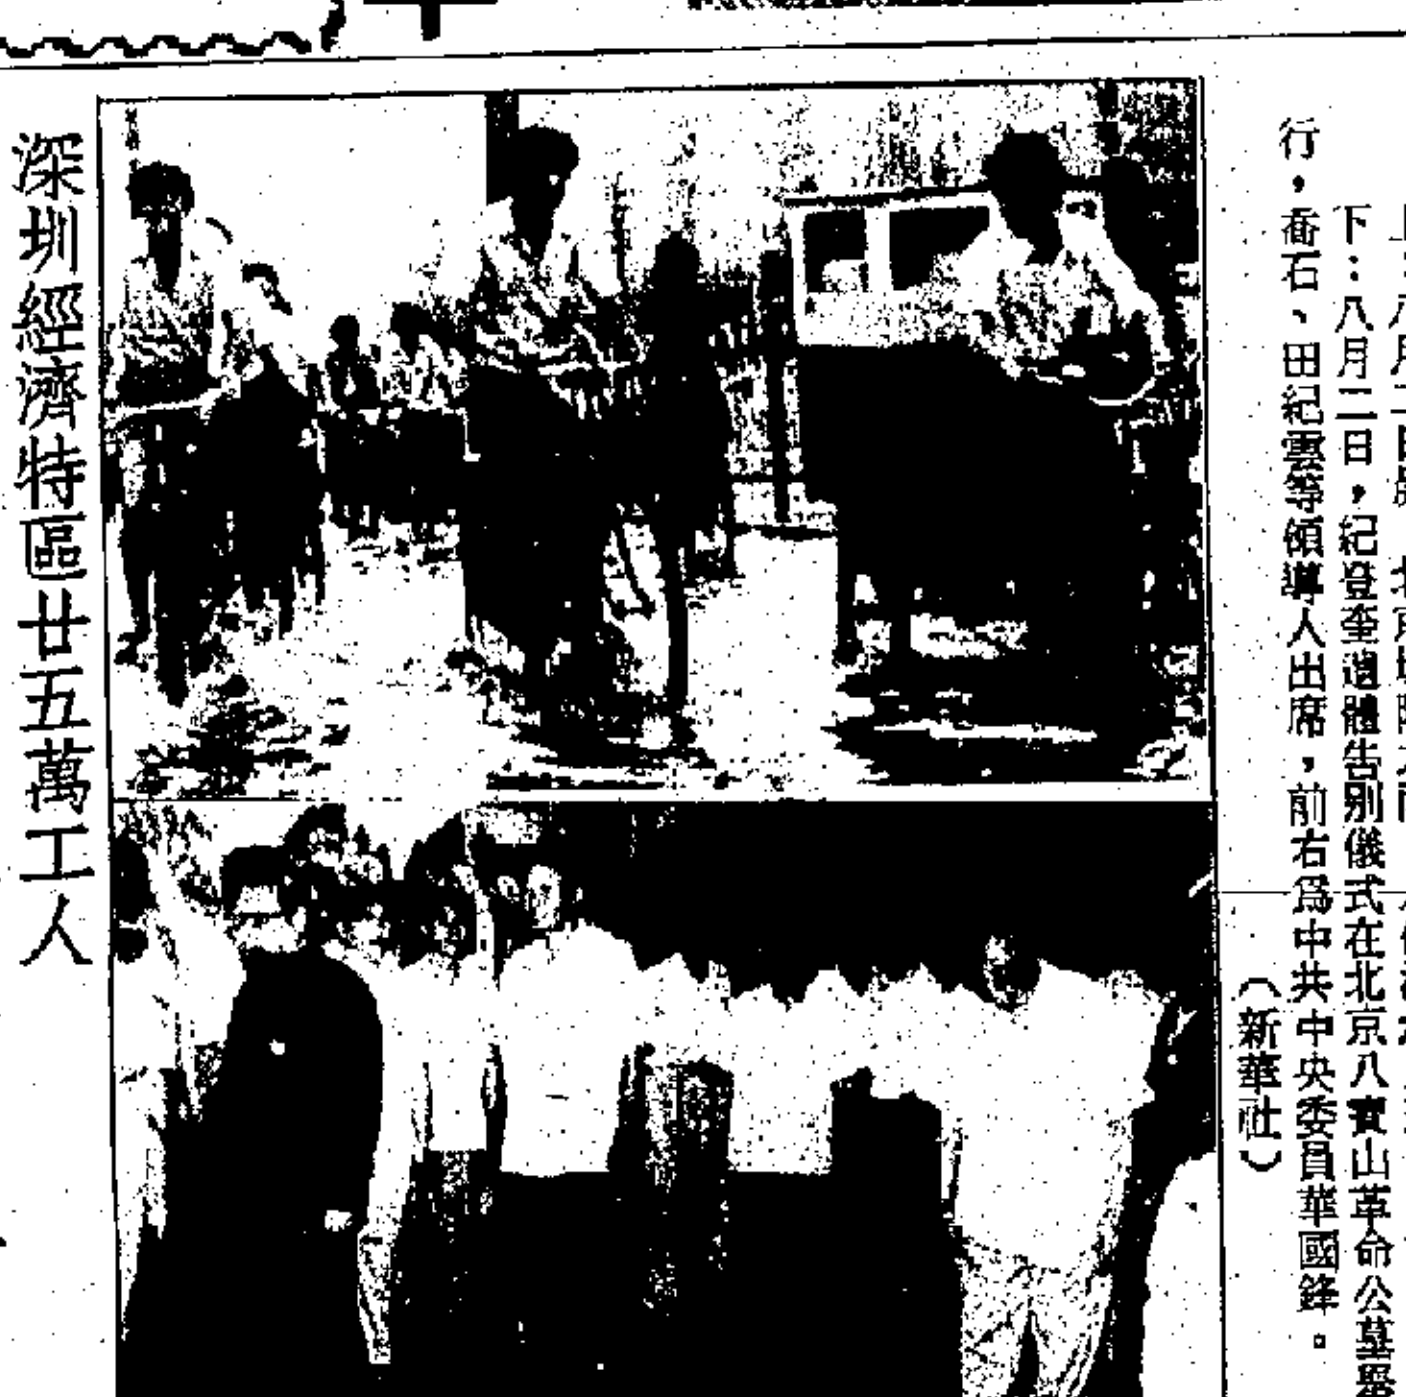 下：八月二日，紀登奎遺體告別儀式在北京八寶山革命公墓舉
行，喬石、田紀雲等領導人出席，前右爲中共中央委員華國鋒。
（新華社）
深圳經濟特區廿五萬工人